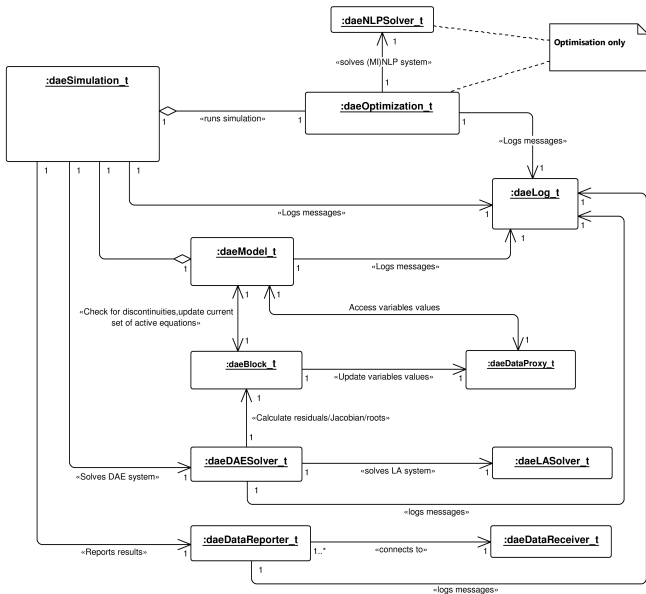 :daeNLPSolver_t
1
«solves (MI)NLP system»
1
Optimisation only
:daeSimulation_t
1
«runs simulation»
1
:daeOptimization_t
1
«Logs messages»
1
1
1
1
1
«Logs messages»
1
:daeLog_t
1
1
:daeModel_t
1
1
«Logs messages»
1
1
1
«Check for discontinuities,update current
set of active equations»
1
Access variables values
1
:daeBlock_t
1
«Update variables values»
1
:daeDataProxy_t
1
«Calculate residuals/Jacobian/roots»
1
:daeDAESolver_t
1
«Solves DAE system»
1
«solves LA system»
1
:daeLASolver_t
1
«logs messages»
:daeDataReporter_t
«Reports results»
1
1..*
«connects to»
1
:daeDataReceiver_t
1
«logs messages»